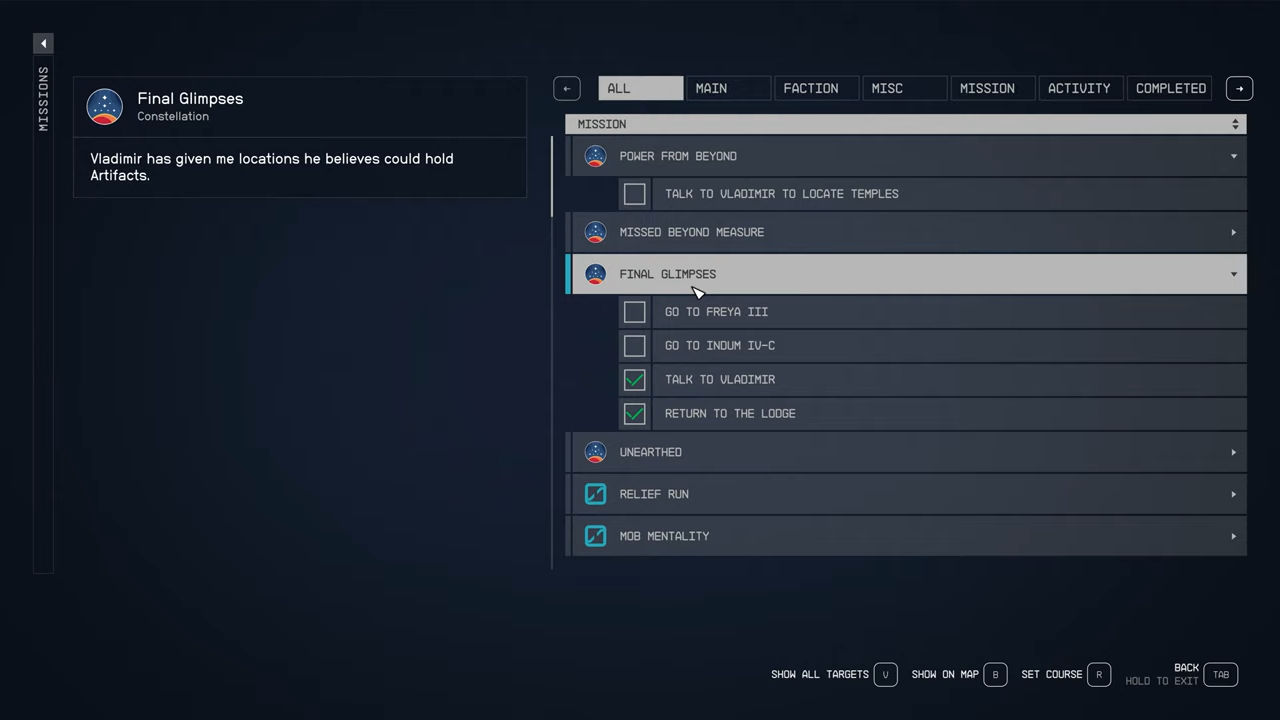 MISSIONS
Final Glimpses
Constellation
Vladimir has given me locations he believes could hold
Artifacts.
ALL MAIN FACTION MISC MISSION ACTIVITY COMPLETED
MISSION
POWER FROM BEYOND
TALK TO VLADIMIR TO LOCATE TEMPLES
MISSED BEYOND MEASURE
FINAL GLIMPSES
GO TO FREYA III
GO TO INDUM IV-C
TALK TO VLADIMIR
RETURN TO THE LODGE
UNEARTHED
RELIEF RUN
MOB MENTALITY
SHOW ALL TARGETS V SHOW ON MAP B SET COURSE R BACK TAB
HOLD TO EXIT